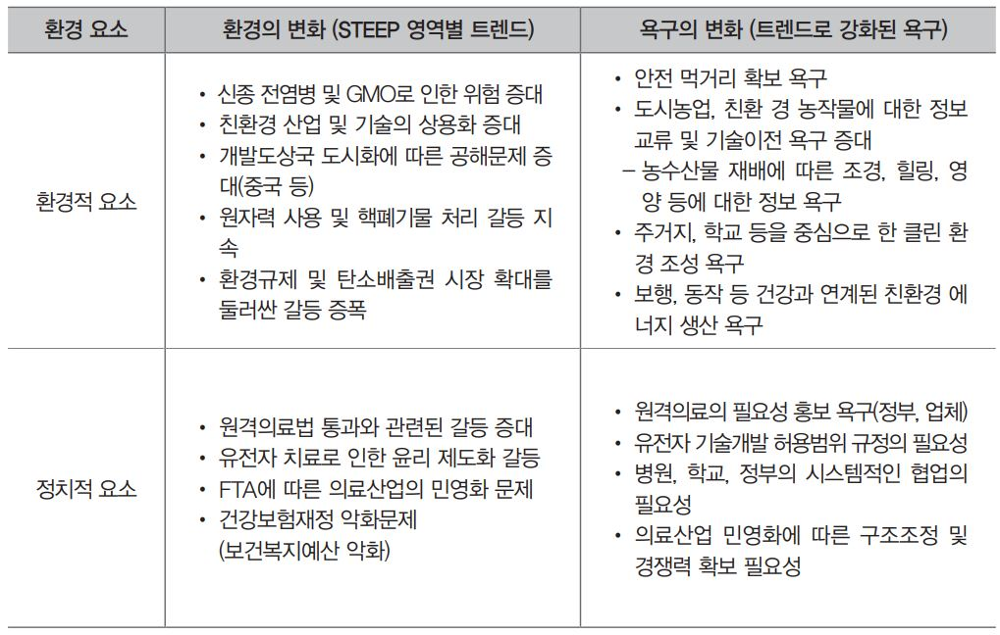 환경 요소
환경의 변화 (STEEP 영역별 트렌드)
욕구의 변화 (트렌드로 강화된 욕구)
환경적 요소
• 신종 전염병 및 GMO로 인한 위험 증대
• 친환경 산업 및 기술의 상용화 증대
• 개발도상국 도시화에 따른 공해문제 증
대(중국 등)
• 원자력 사용 및 핵폐기물 처리 갈등 지
속
• 환경규제 및 탄소배출권 시장 확대를
둘러싼 갈등 증폭
• 안전 먹거리 확보 욕구
• 도시농업, 친환 경 농작물에 대한 정보
교류 및 기술이전 욕구 증대
– 농수산물 재배에 따른 조경, 힐링, 영
양 등에 대한 정보 욕구
• 주거지, 학교 등을 중심으로 한 클린 환
경 조성 욕구
• 보행, 동작 등 건강과 연계된 친환경 에
너지 생산 욕구
정치적 요소
• 원격의료법 통과와 관련된 갈등 증대
• 유전자 치료로 인한 윤리 제도화 갈등
• FTA에 따른 의료산업의 민영화 문제
• 건강보험재정 악화문제
(보건복지예산 악화)
• 원격의료의 필요성 홍보 욕구(정부, 업체)
• 유전자 기술개발 허용범위 규정의 필요성
• 병원, 학교, 정부의 시스템적인 협업의
필요성
• 의료산업 민영화에 따른 구조조정 및
경쟁력 확보 필요성